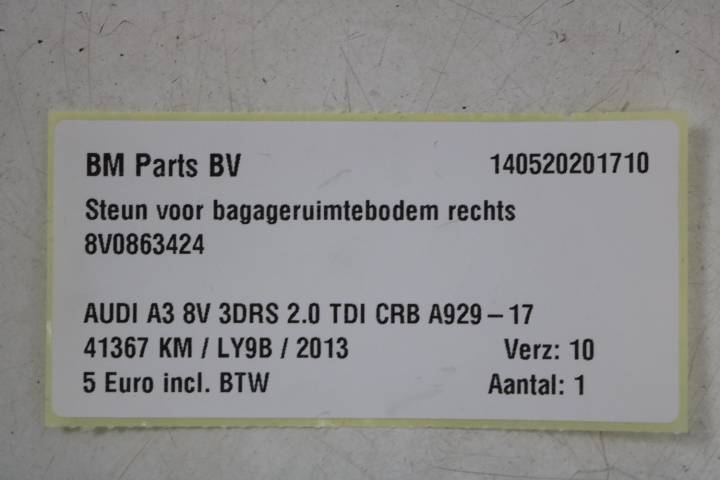 BM Parts BV 140520201710
Steun voor bagageruimtebodem rechts
8V0863424
AUDI A3 8V 3DRS 2.0 TDI CRB A929 – 17
41367 KM / LY9B / 2013 Verz: 10
5 Euro incl. BTW Aantal: 1